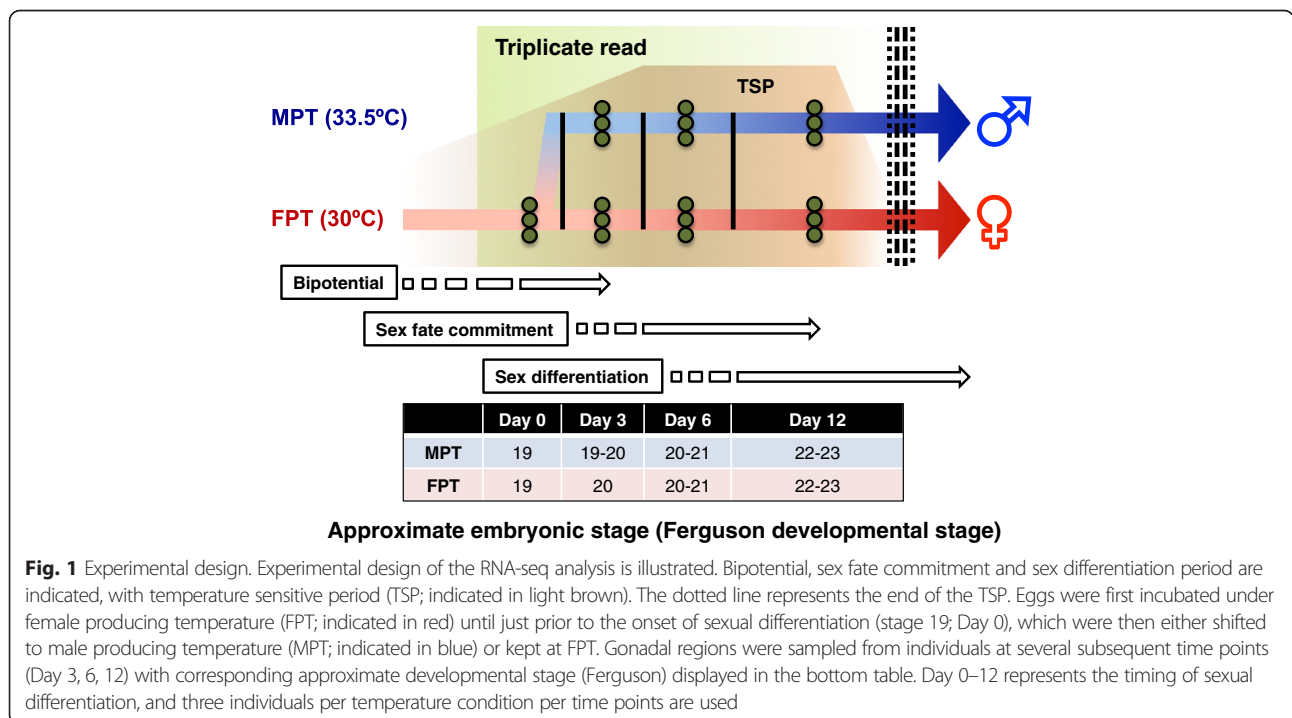 Triplicate read
TSP
MPT (33.5ºC)
FPT (30ºC)
Bipotential
Sex fate commitment
Sex differentiation
Day 0 Day 3 Day 6 Day 12
MPT 19 19-20 20-21 22-23
FPT 19 20 20-21 22-23
Approximate embryonic stage (Ferguson developmental stage)
Fig. 1 Experimental design. Experimental design of the RNA-seq analysis is illustrated. Bipotential, sex fate commitment and sex differentiation period are
indicated, with temperature sensitive period (TSP; indicated in light brown). The dotted line represents the end of the TSP. Eggs were first incubated under
female producing temperature (FPT; indicated in red) until just prior to the onset of sexual differentiation (stage 19; Day 0), which were then either shifted
to male producing temperature (MPT; indicated in blue) or kept at FPT. Gonadal regions were sampled from individuals at several subsequent time points
(Day 3, 6, 12) with corresponding approximate developmental stage (Ferguson) displayed in the bottom table. Day 0–12 represents the timing of sexual
differentiation, and three individuals per temperature condition per time points are used